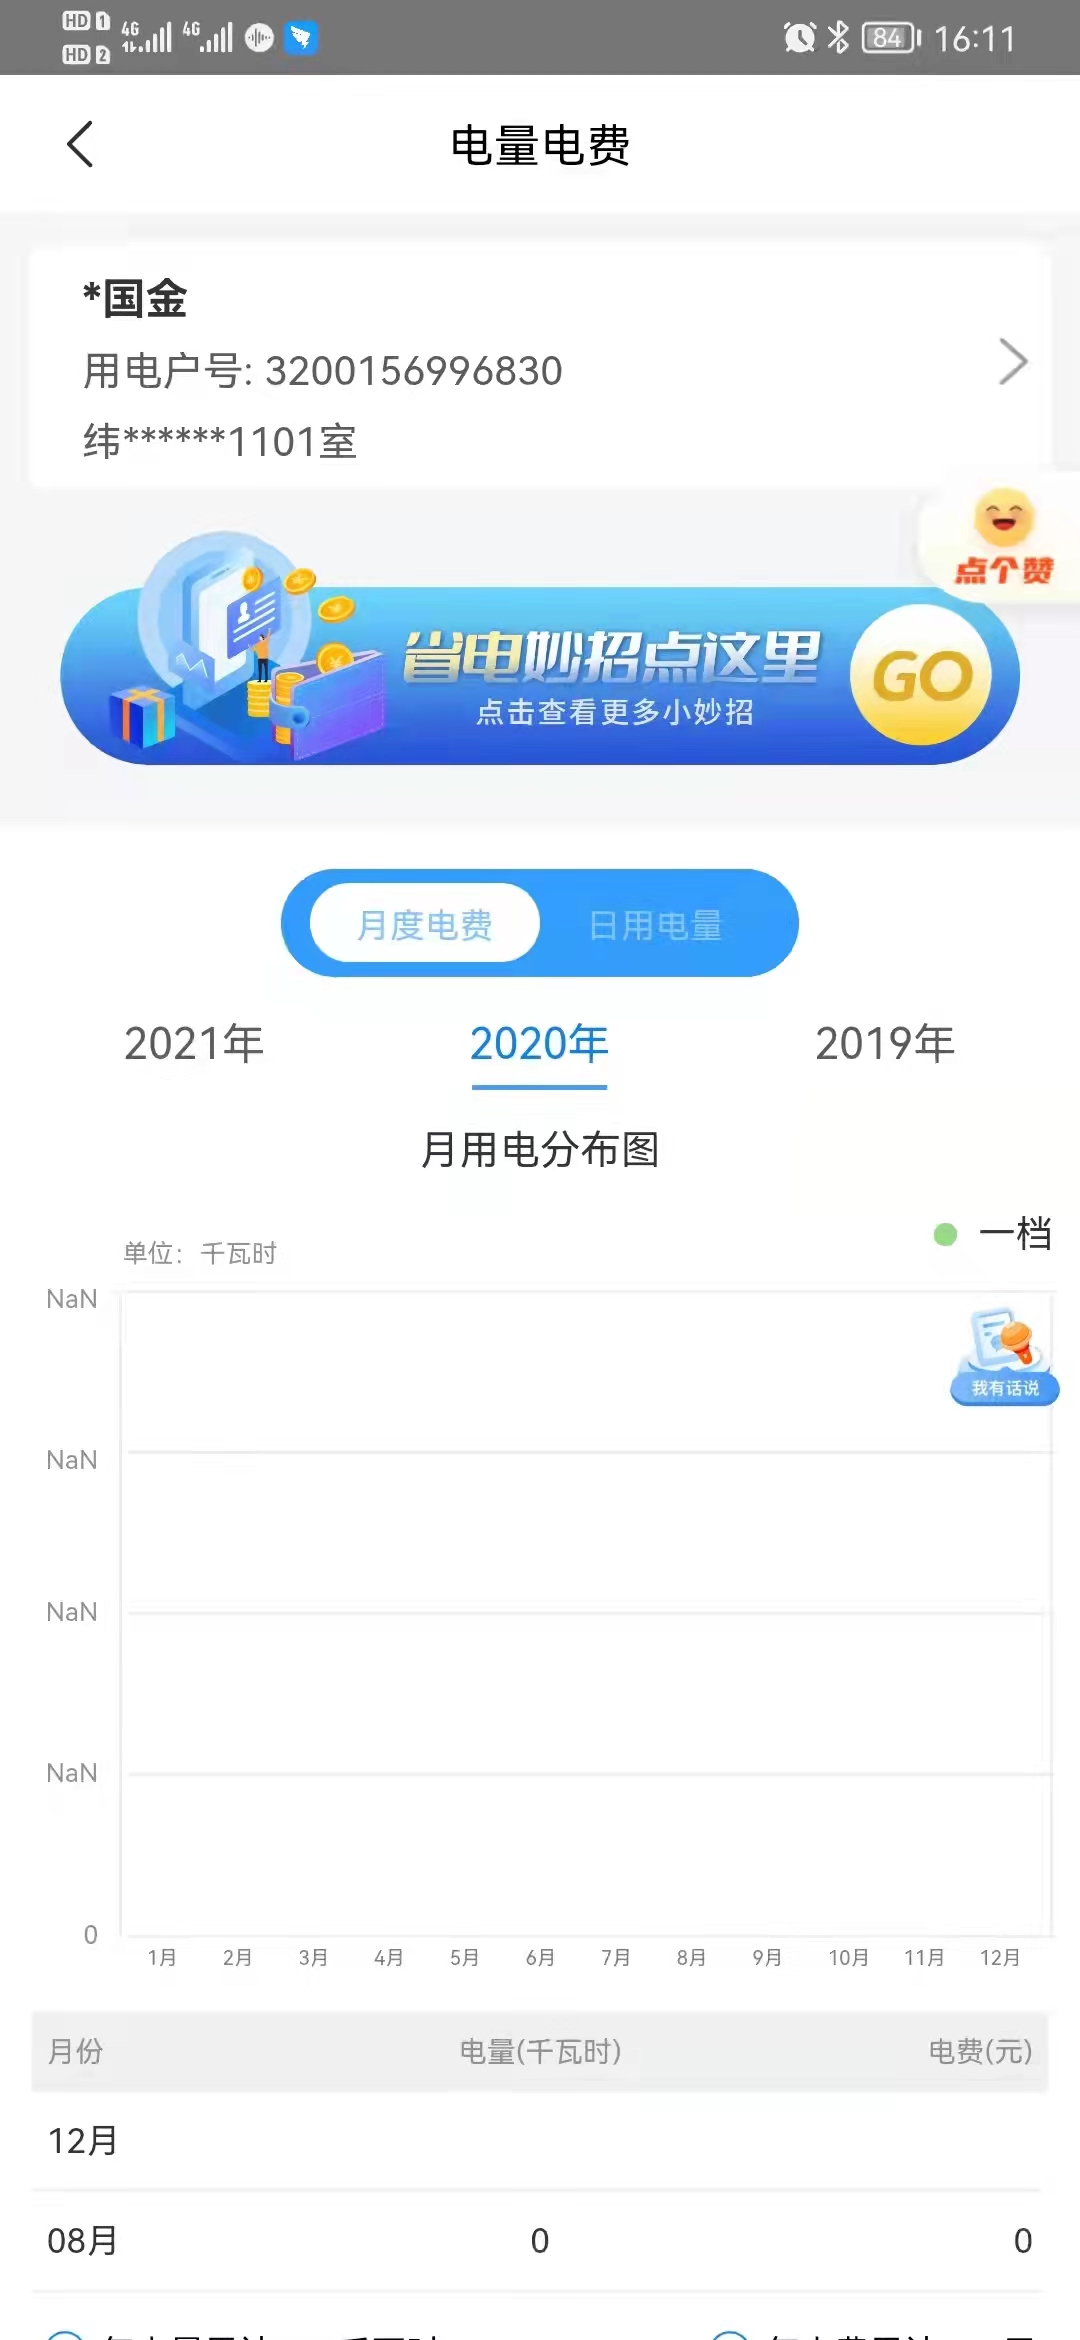 HD 1 4G 4G 84 16:11
HD 2
电量电费
*国金
用电户号: 3200156996830
纬******1101室
点个赞
省电妙招点这里
点击查看更多小妙招
GO
月度电费 日用电量
2021年 2020年 2019年
月用电分布图
单位：千瓦时 一档
NaN
我有话说
NaN
NaN
NaN
0
1月 2月 3月 4月 5月 6月 7月 8月 9月 10月 11月 12月
月份 电量(千瓦时) 电费(元)
12月
08月 0 0